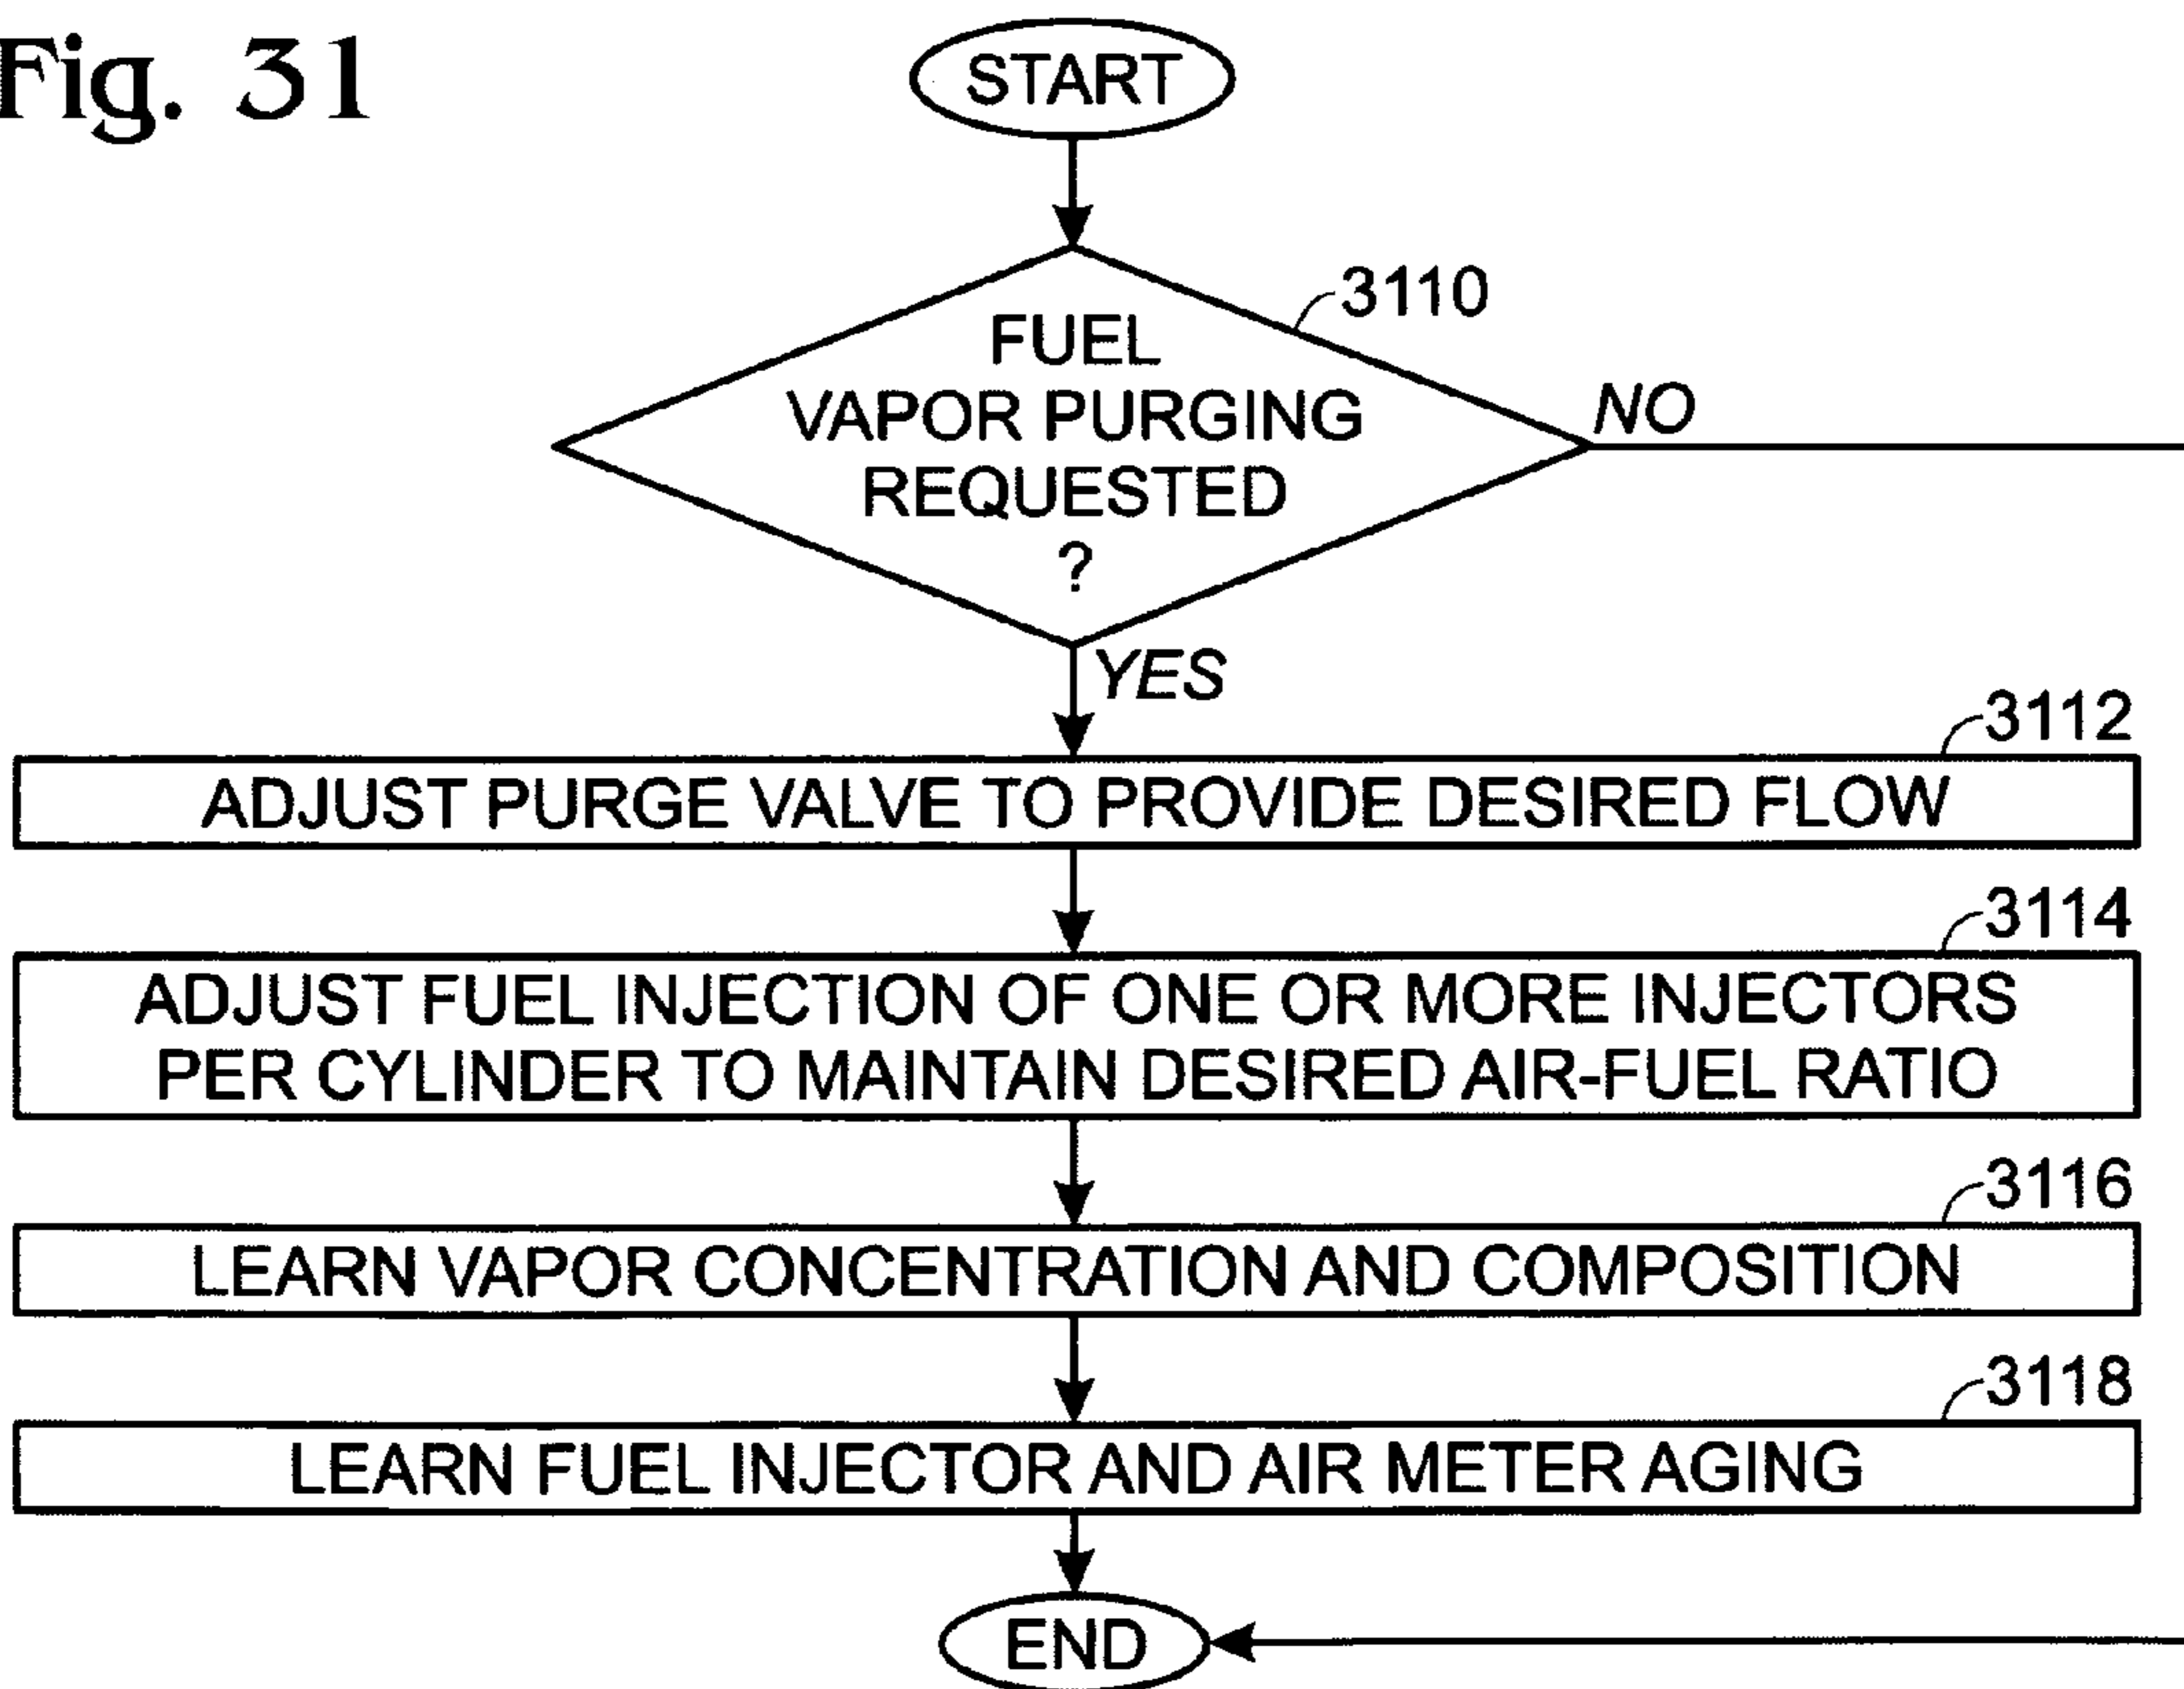 Fig. 31
START
3110
FUEL
VAPOR PURGING
REQUESTED
?
NO
YES
3112
ADJUST PURGE VALVE TO PROVIDE DESIRED FLOW
3114
ADJUST FUEL INJECTION OF ONE OR MORE INJECTORS
PER CYLINDER TO MAINTAIN DESIRED AIR-FUEL RATIO
3116
LEARN VAPOR CONCENTRATION AND COMPOSITION
3118
LEARN FUEL INJECTOR AND AIR METER AGING
END